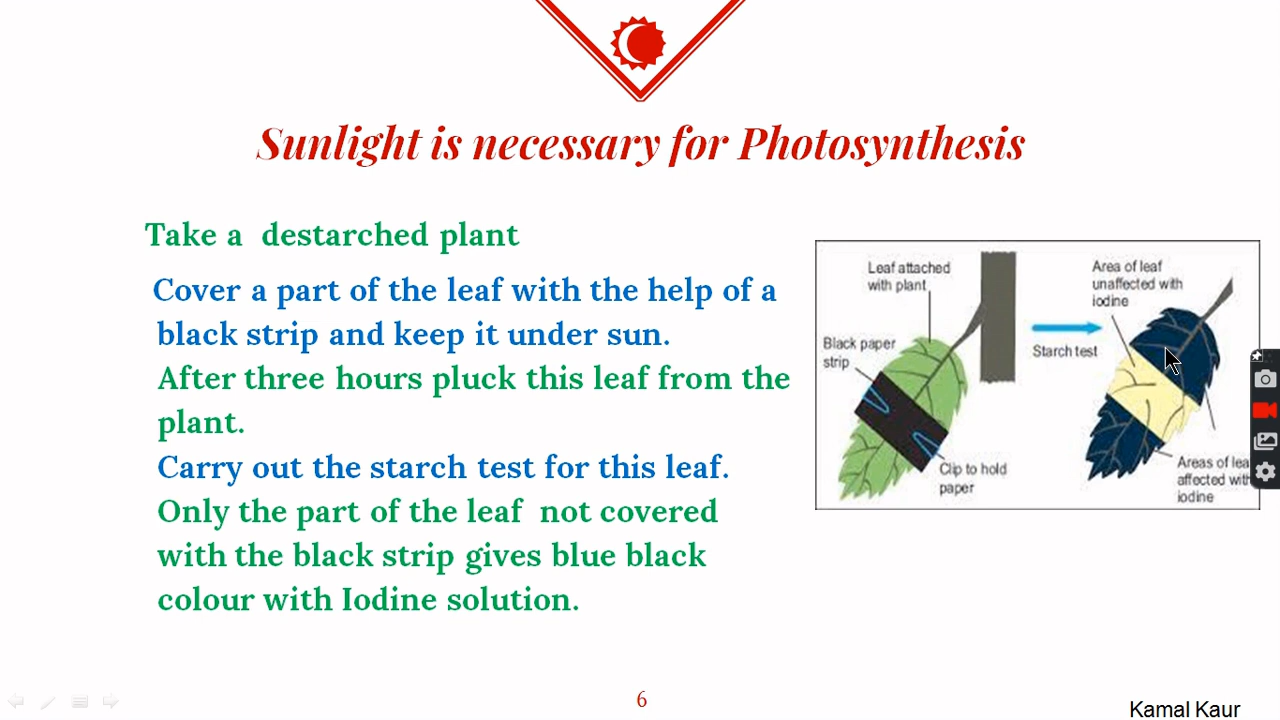 Sunlight is necessary for Photosynthesis
Take a destarched plant
Cover a part of the leaf with the help of a
black strip and keep it under sun.
After three hours pluck this leaf from the
plant.
Carry out the starch test for this leaf.
Only the part of the leaf not covered
with the black strip gives blue black
colour with Iodine solution.
Leaf attached
with plant
Black paper
strip
Clip to hold
paper
Starch test
Area of leaf
unaffected with
iodine
Areas of lea
affected with
iodine
6
Kamal Kaur